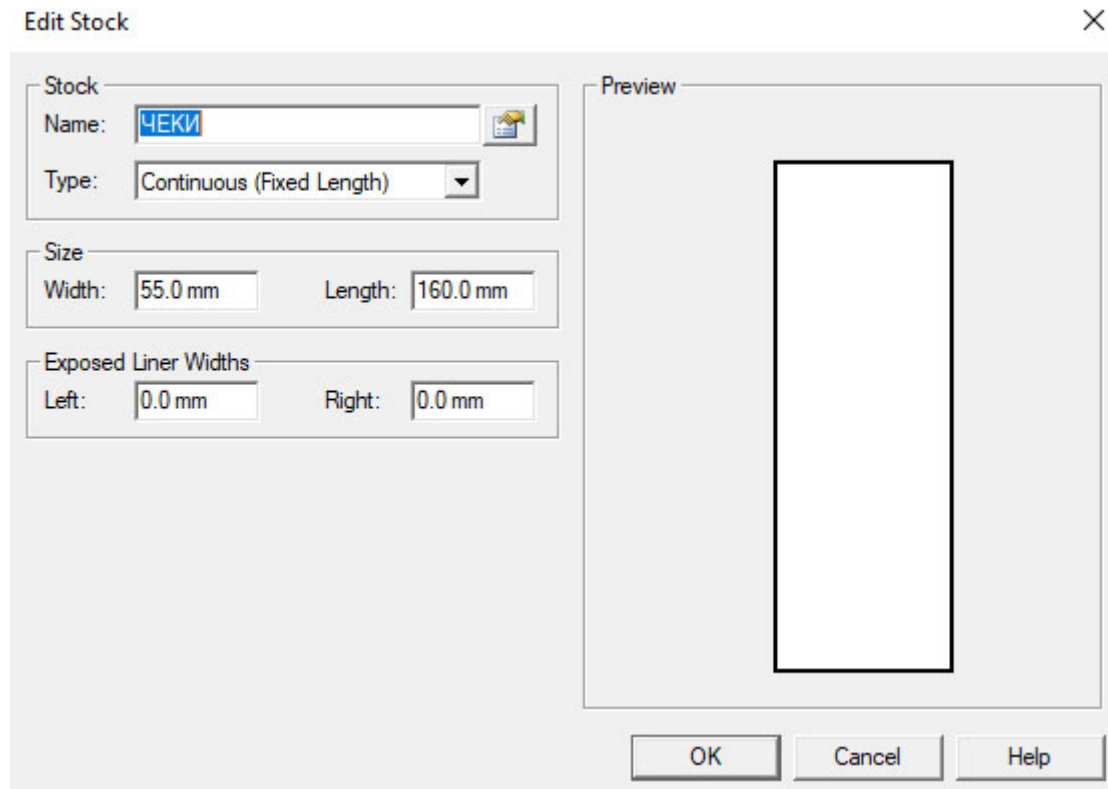 Edit Stock
Stock
Name: ЧЕКИ
Type: Continuous (Fixed Length)
Size
Width: 55.0 mm Length: 160.0 mm
Exposed Liner Widths
Left: 0.0 mm Right: 0.0 mm
Preview
OK Cancel Help